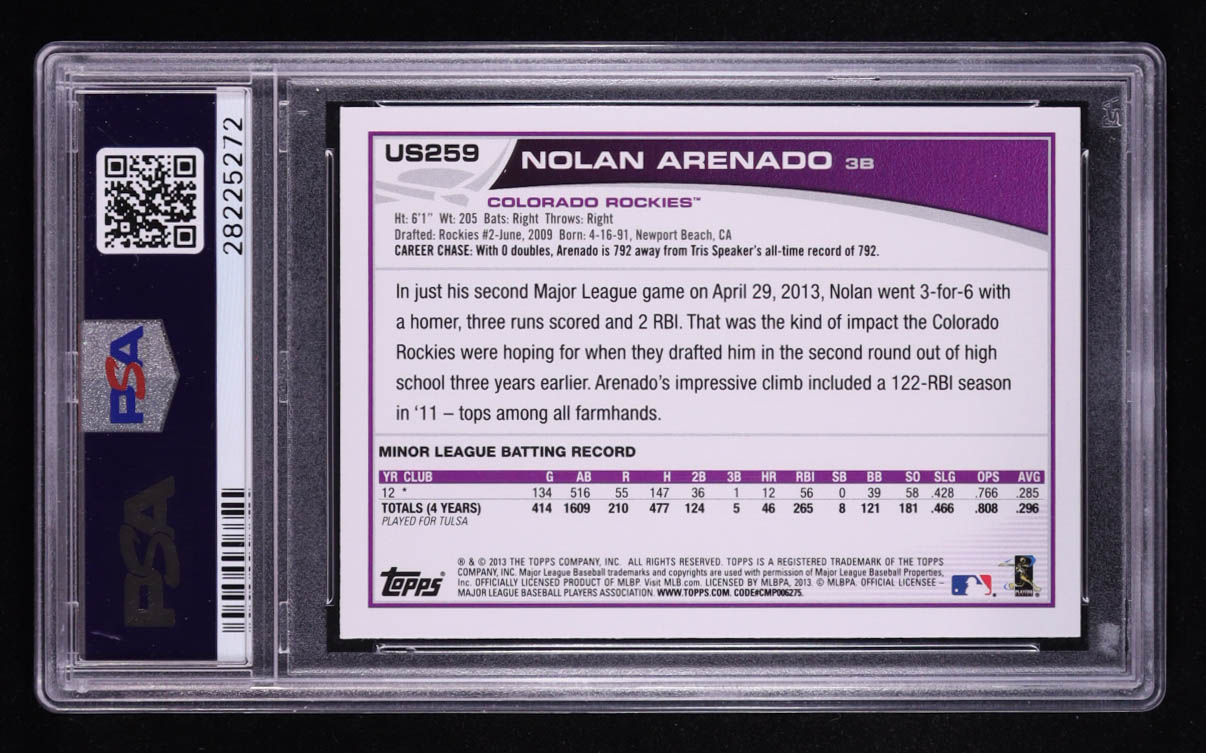 28225272
PSA
PSA
US259
NOLAN ARENADO 3B
COLORADO ROCKIES™
Ht: 6'1" Wt: 205 Bats: Right Throws: Right
Drafted: Rockies #2-June, 2009 Born: 4-16-91, Newport Beach, CA
CAREER CHASE: With 0 doubles, Arenado is 792 away from Tris Speaker's all-time record of 792.
In just his second Major League game on April 29, 2013, Nolan went 3-for-6 with
a homer, three runs scored and 2 RBI. That was the kind of impact the Colorado
Rockies were hoping for when they drafted him in the second round out of high
school three years earlier. Arenado's impressive climb included a 122-RBI season
in '11 – tops among all farmhands.
MINOR LEAGUE BATTING RECORD
YR CLUB G AB R H 2B 3B HR RBI SB BB SO SLG OPS AVG
12 * 134 516 55 147 36 1 12 56 0 39 58 .428 .766 .285
TOTALS (4 YEARS) 414 1609 210 477 124 5 46 265 8 121 181 .466 .808 .296
PLAYED FOR TULSA
Topps®
® & © 2013 THE TOPPS COMPANY, INC. ALL RIGHTS RESERVED. TOPPS IS A REGISTERED TRADEMARK OF THE TOPPS
COMPANY, INC. Major League Baseball trademarks and copyrights are used with permission of Major League Baseball Properties,
Inc. OFFICIALLY LICENSED PRODUCT OF MLBP. Visit MLB.com. LICENSED BY MLBPA, 2013. © MLBPA. OFFICIAL LICENSEE –
MAJOR LEAGUE BASEBALL PLAYERS ASSOCIATION. WWW.TOPPS.COM. CODE#CMP006275.